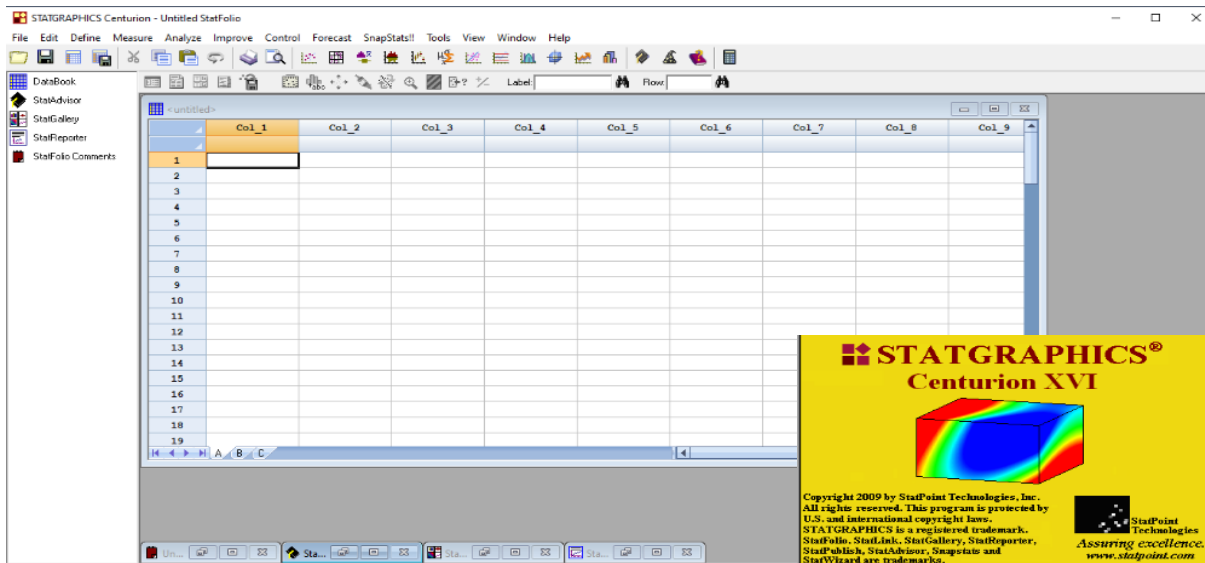 STATGRAPHICS Centurion - Untitled StatFolio
File Edit Define Measure Analyze Improve Control Forecast SnapStats!! Tools View Window Help
Label: Row:
DataBook
StatAdvisor
StatGallery
StatReporter
StatFolio Comments
<untitled>
Col_1 Col_2 Col_3 Col_4 Col_5 Col_6 Col_7 Col_8 Col_9
1
2
3
4
5
6
7
8
9
10
11
12
13
14
15
16
17
18
19
A B C
Un... Sta... Sta... Sta...
STATGRAPHICS®
Centurion XVI
Copyright 2009 by StatPoint Technologies, Inc.
All rights reserved. This program is protected by
U.S. and international copyright laws.
STATGRAPHICS is a registered trademark.
StatFolio, StatLink, StatGallery, StatReporter,
StatPublish, StatAdvisor, Snapstats and
StatWizard are trademarks.
StatPoint
Technologies
Assuring excellence.
www.statpoint.com